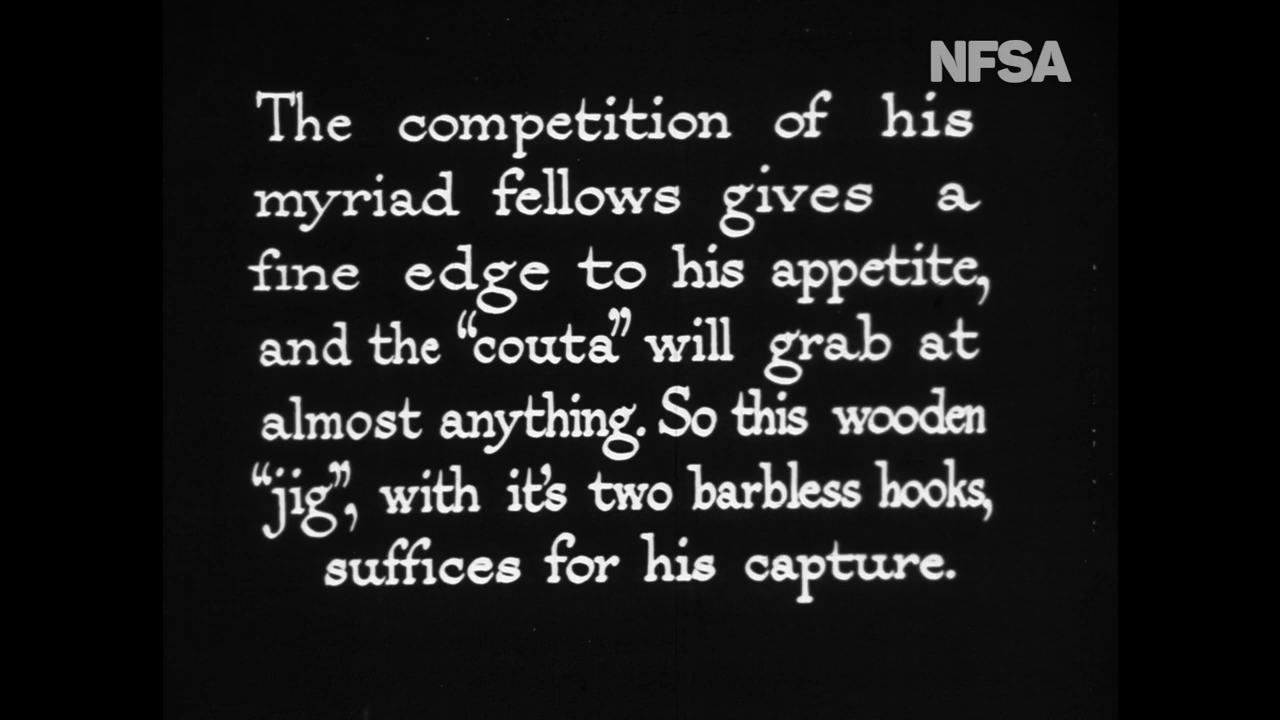 NFSA
The competition of his
myriad fellows gives a
fine edge to his appetite,
and the “couta” will grab at
almost anything. So this wooden
“jig”, with it's two barbless hooks,
suffices for his capture.